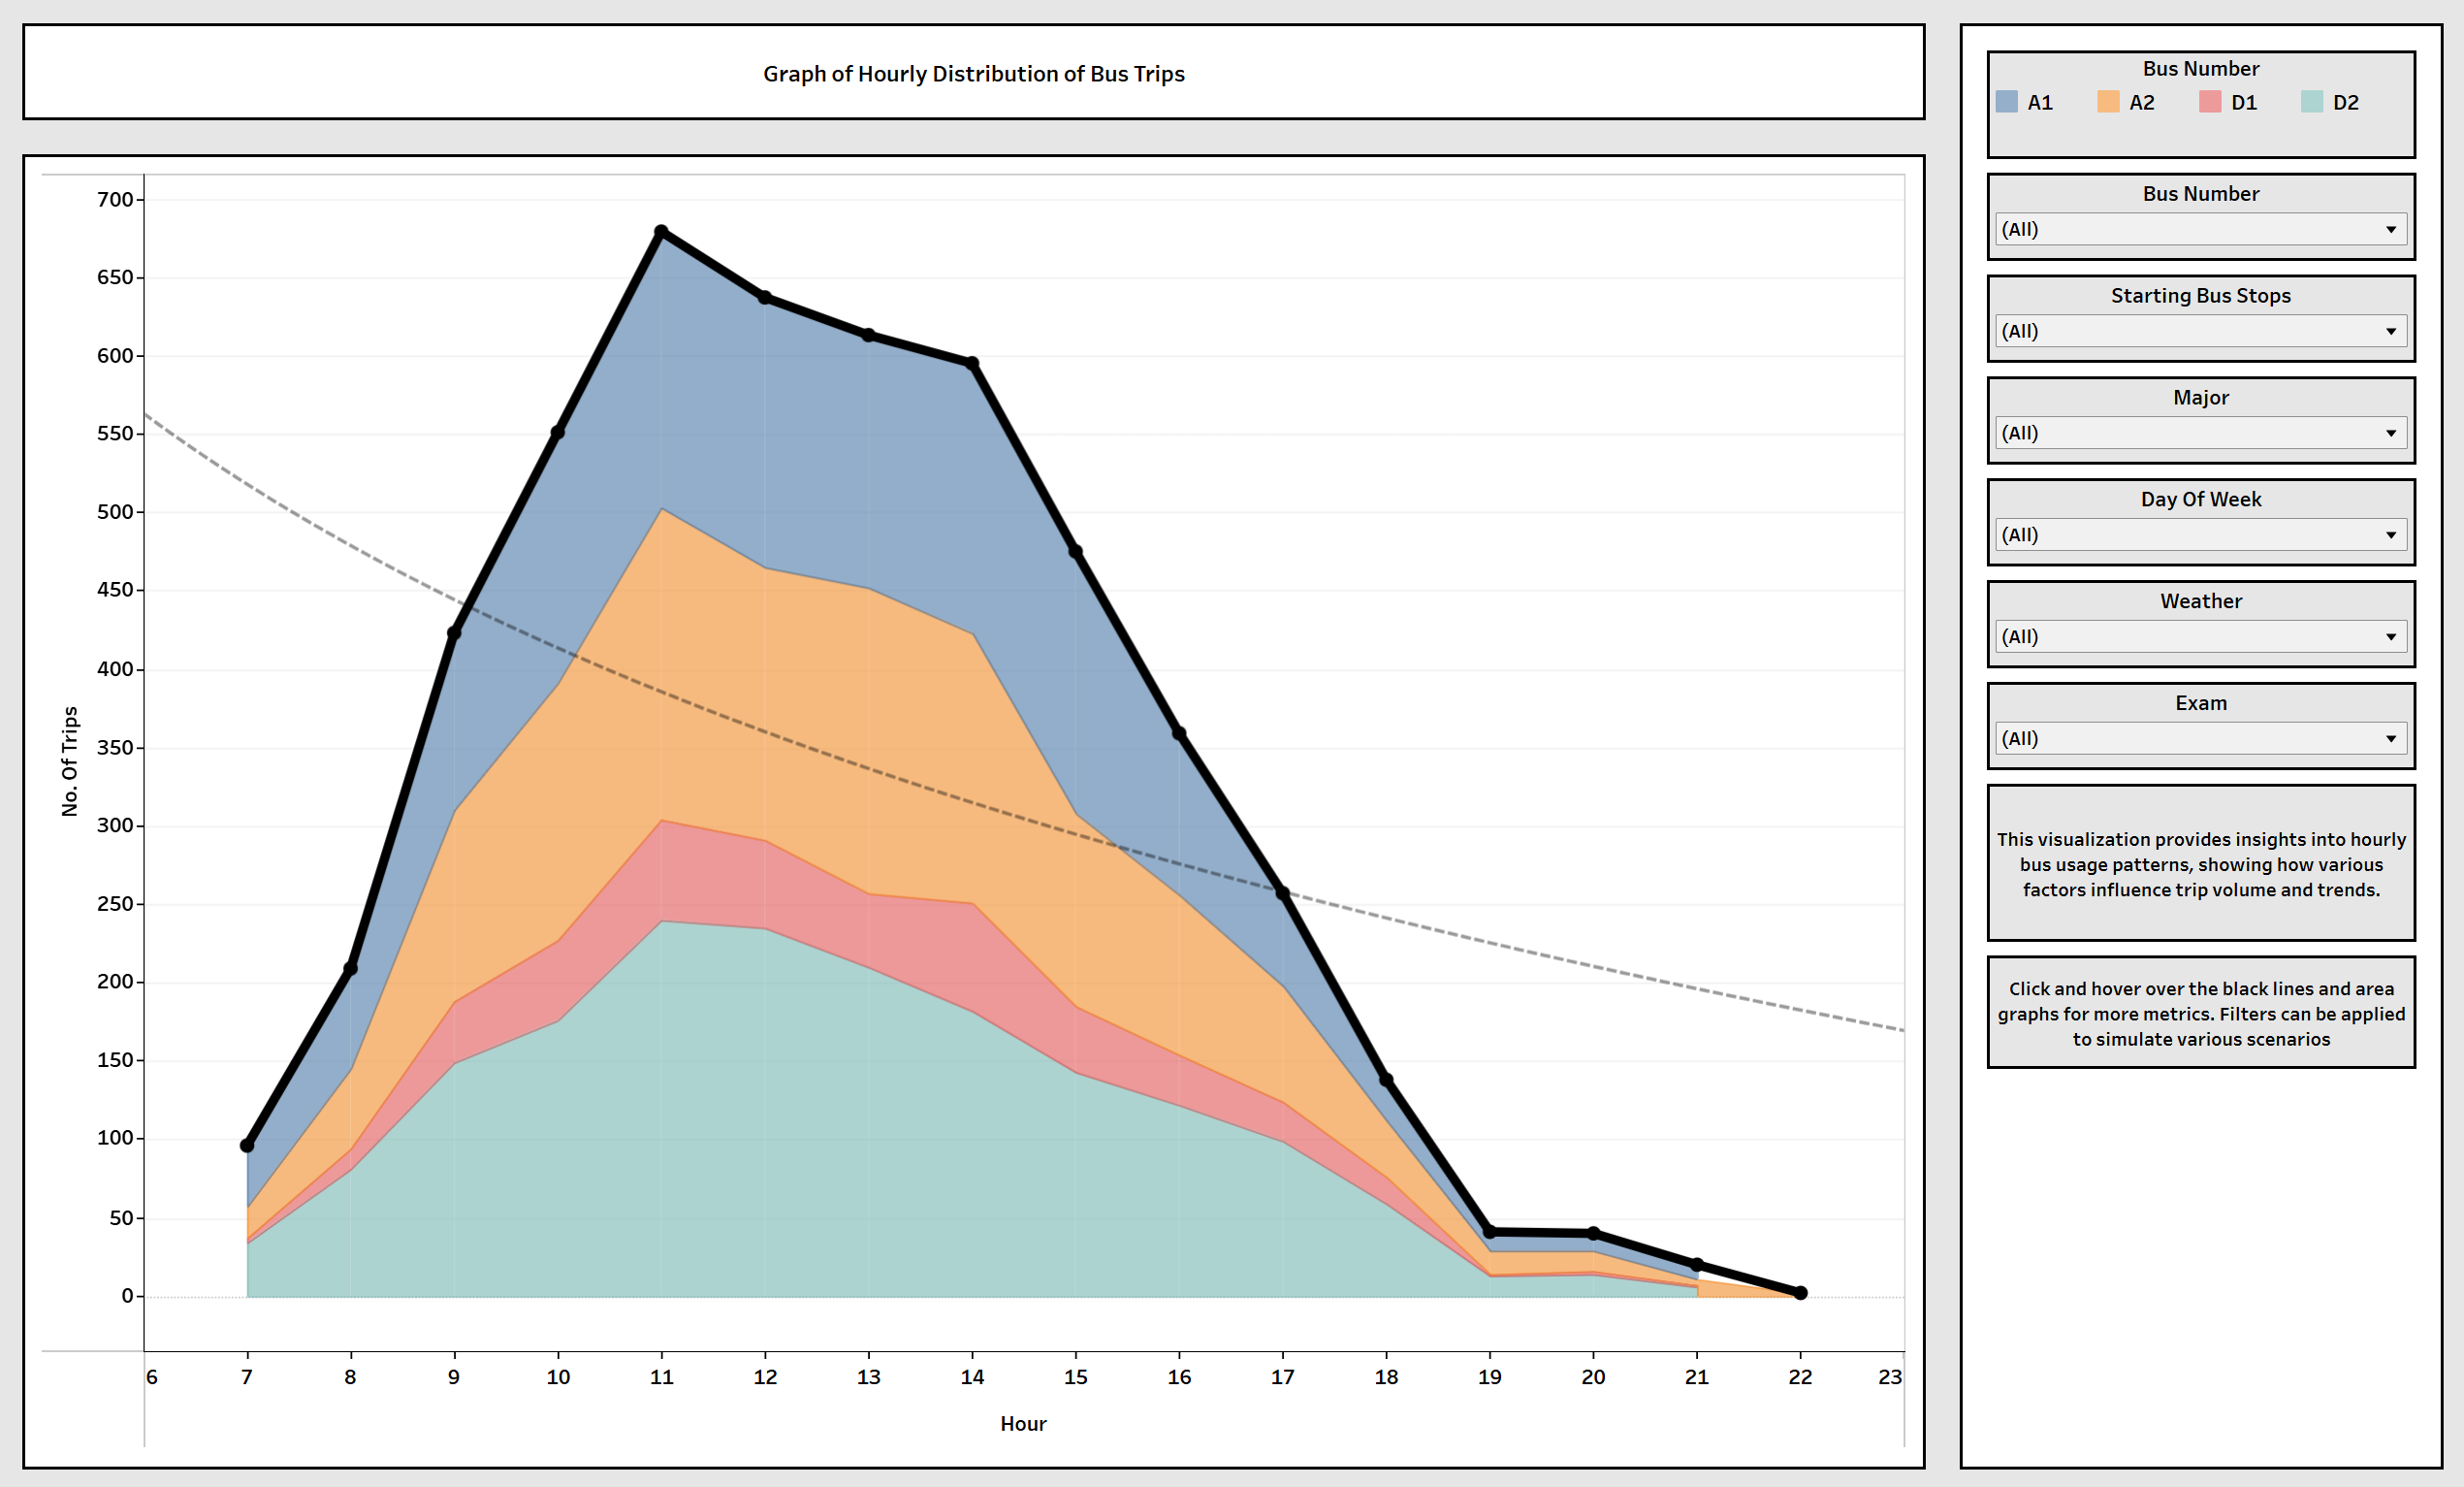 Graph of Hourly Distribution of Bus Trips
700
650
600
550
500
450
400
350
300
250
200
150
100
50
0
No. Of Trips
6 7 8 9 10 11 12 13 14 15 16 17 18 19 20 21 22 23
Hour
Bus Number
A1 A2 D1 D2
Bus Number
(All)
Starting Bus Stops
(All)
Major
(All)
Day Of Week
(All)
Weather
(All)
Exam
(All)
This visualization provides insights into hourly
bus usage patterns, showing how various
factors influence trip volume and trends.
Click and hover over the black lines and area
graphs for more metrics. Filters can be applied
to simulate various scenarios